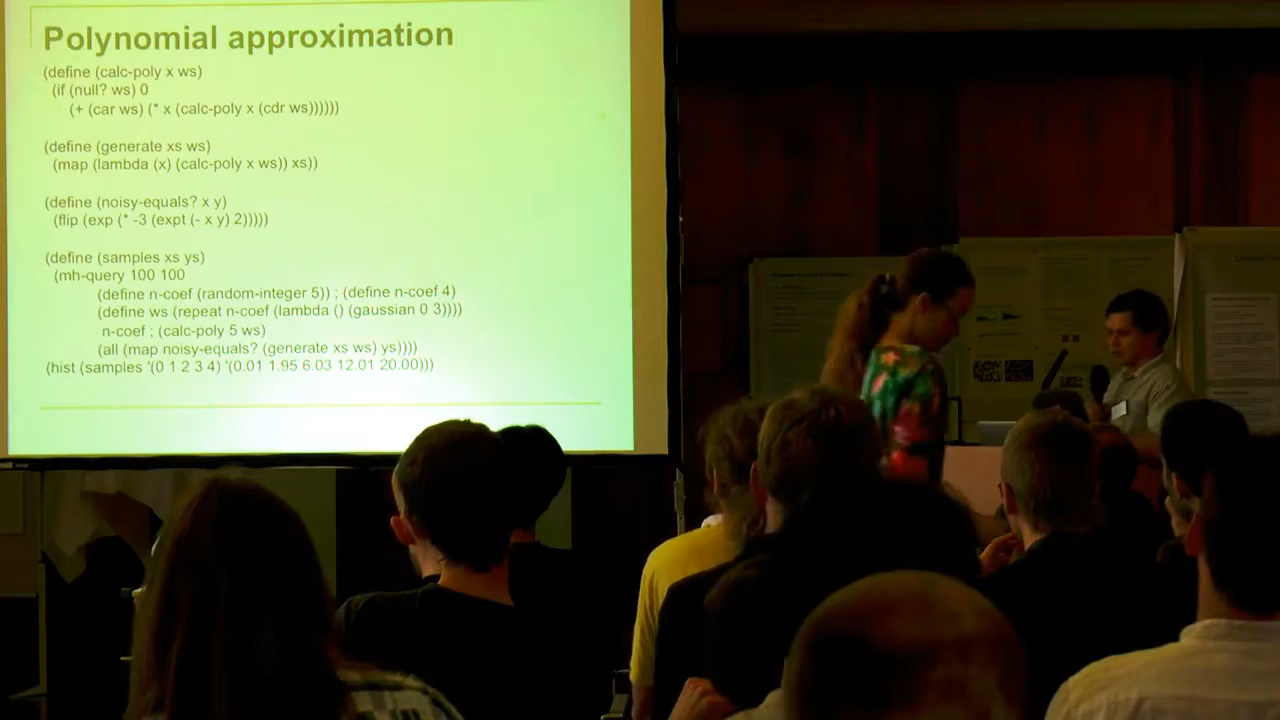 Polynomial approximation
(define (calc-poly x ws)
(if (null? ws) 0
(+ (car ws) (* x (calc-poly x (cdr ws))))))
(define (generate xs ws)
(map (lambda (x) (calc-poly x ws)) xs))
(define (noisy-equals? x y)
(flip (exp (* -3 (expt (- x y) 2)))))
(define (samples xs ys)
(mh-query 100 100
(define n-coef (random-integer 5)) ; (define n-coef 4)
(define ws (repeat n-coef (lambda () (gaussian 0 3))))
n-coef ; (calc-poly 5 ws)
(all (map noisy-equals? (generate xs ws) ys))))
(hist (samples '(0 1 2 3 4) '(0.01 1.95 6.03 12.01 20.00)))